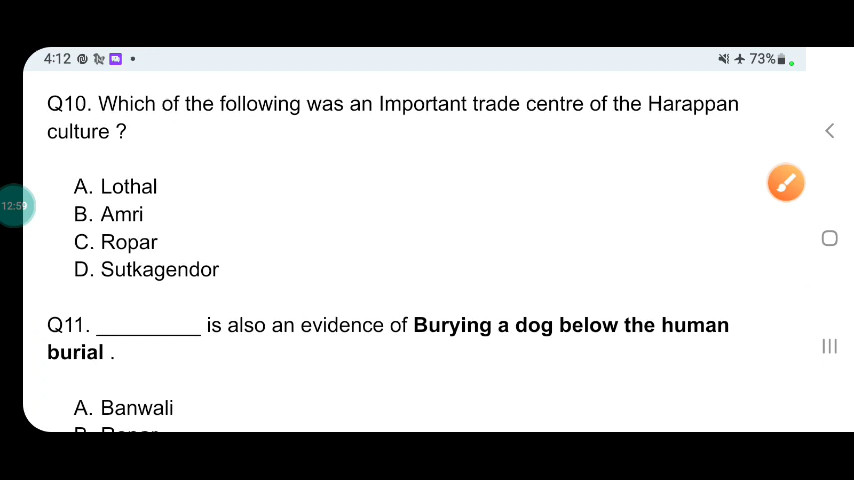 4:12
73%
Q10. Which of the following was an Important trade centre of the Harappan
culture ?
A. Lothal
12:59
B. Amri
C. Ropar
D. Sutkagendor
Q11. _________ is also an evidence of Burying a dog below the human
burial .
A. Banwali